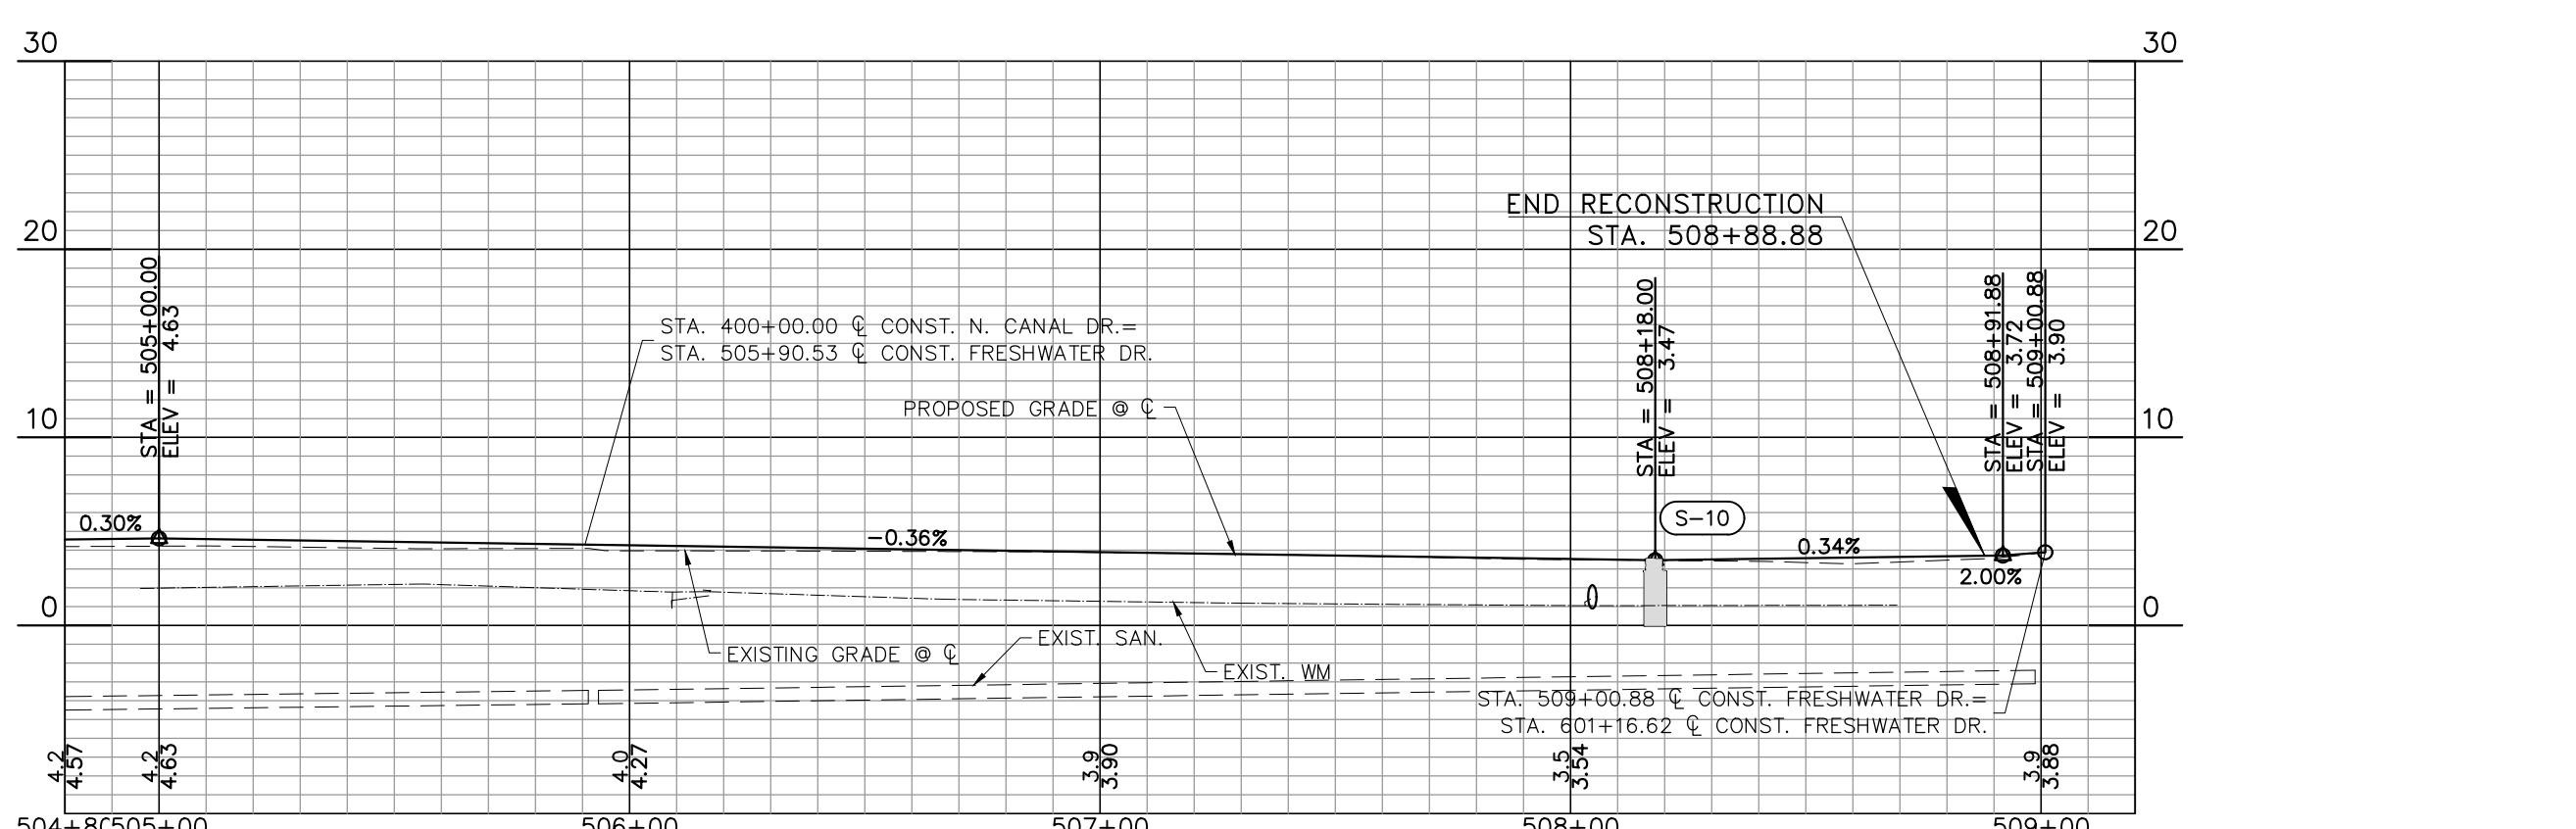 30
30
END RECONSTRUCTION
STA. 508+88.88
20
20
STA = 505+00.00
ELEV = 4.63
STA. 400+00.00 ℄ CONST. N. CANAL DR.=
STA. 505+90.53 ℄ CONST. FRESHWATER DR.
STA = 508+18.00
ELEV = 3.47
STA = 508+91.88
ELEV = 3.72
STA = 509+00.88
ELEV = 3.90
PROPOSED GRADE @ ℄
10
10
0.30%
-0.36%
S-10
0.34%
2.00%
0
0
EXISTING GRADE @ ℄
EXIST. SAN.
EXIST. WM
STA. 509+00.88 ℄ CONST. FRESHWATER DR.=
STA. 601+16.62 ℄ CONST. FRESHWATER DR.
4.2
4.57
4.2
4.63
4.0
4.27
3.9
3.90
3.5
3.54
3.9
3.88
504+80
505+00
506+00
507+00
508+00
509+00